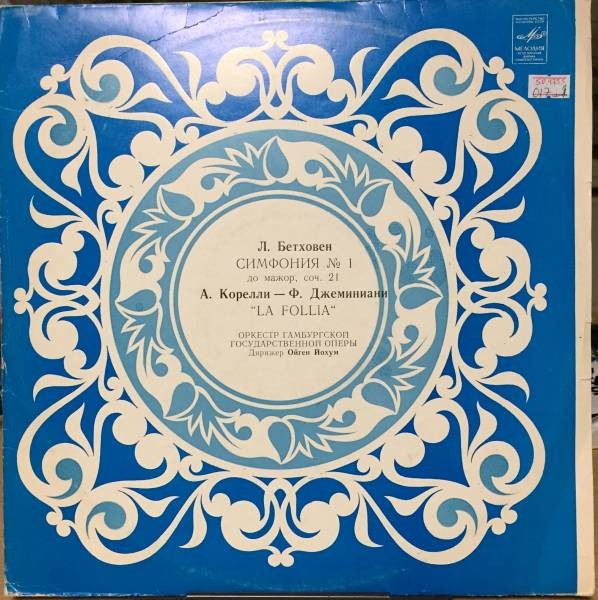 МЕЛОДИЯ
Л. Бетховен
СИМФОНИЯ № 1
до мажор, соч. 21
А. Корелли — Ф. Джеминиани
"LA FOLLIA"
ОРКЕСТР ГАМБУРГСКОЙ
ГОСУДАРСТВЕННОЙ ОПЕРЫ
Дирижер Ойген Йохум